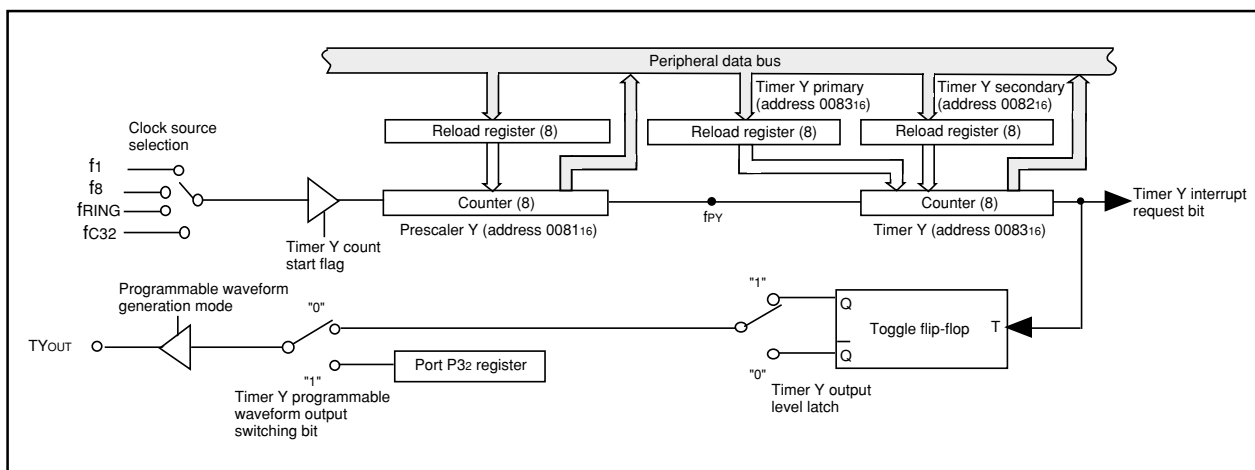 Peripheral data bus
Timer Y primary
(address 008316)
Timer Y secondary
(address 008216)
Reload register (8)
Reload register (8)
Reload register (8)
Clock source
selection
f1
f8
fRING
fC32
Counter (8)
fPY
Counter (8)
Timer Y interrupt
request bit
Prescaler Y (address 008116)
Timer Y (address 008316)
Timer Y count
start flag
Programmable waveform
generation mode
"0"
"1"
Q
Toggle flip-flop
T
TYOUT
Port P32 register
Q
"1"
"0"
Timer Y programmable
waveform output
switching bit
Timer Y output
level latch